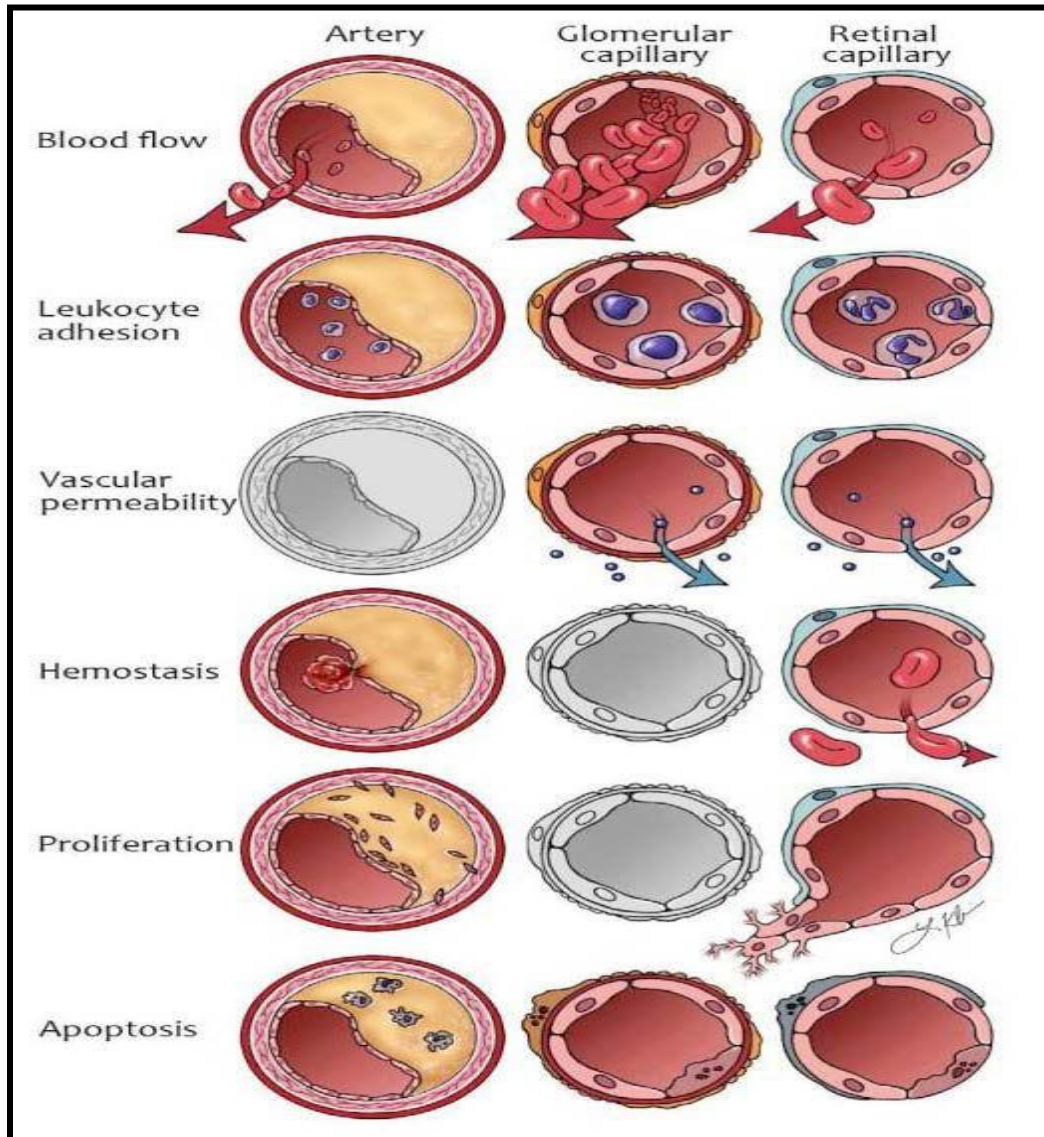 Artery
Glomerular
capillary
Retinal
capillary
Blood flow
Leukocyte
adhesion
Vascular
permeability
Hemostasis
Proliferation
Apoptosis